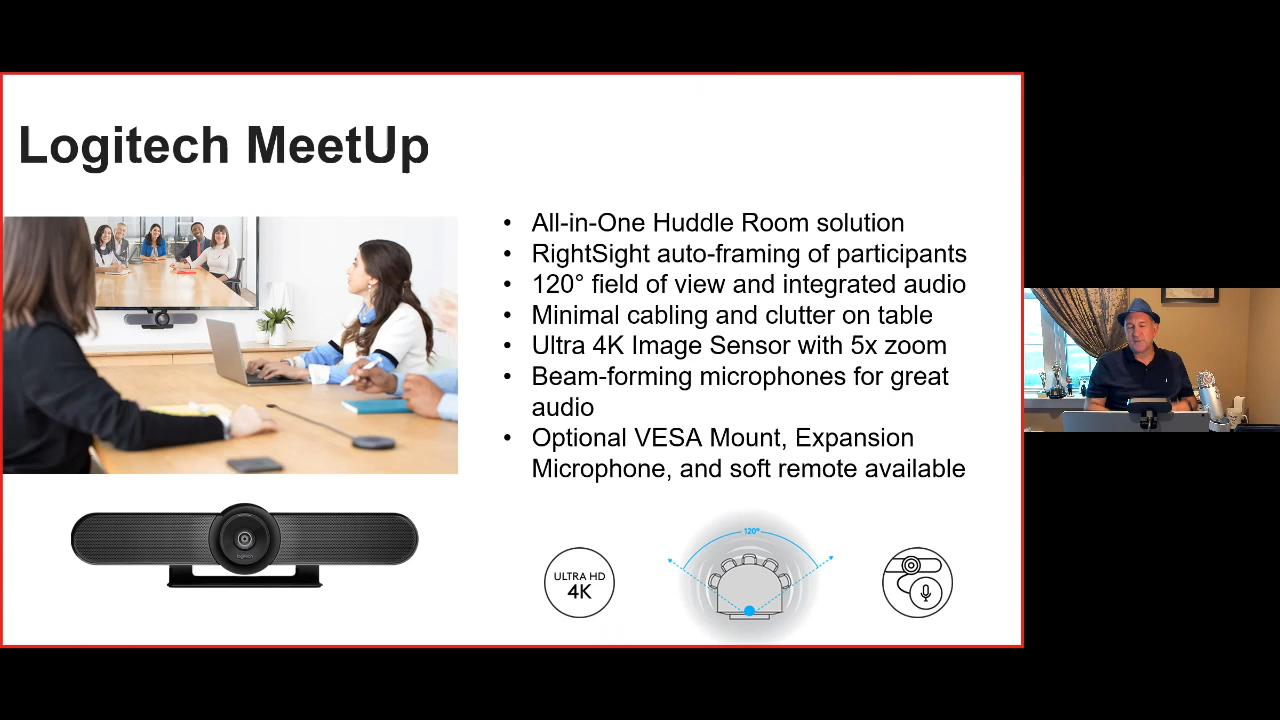 Logitech MeetUp
• All-in-One Huddle Room solution
• RightSight auto-framing of participants
• 120° field of view and integrated audio
• Minimal cabling and clutter on table
• Ultra 4K Image Sensor with 5x zoom
• Beam-forming microphones for great
audio
• Optional VESA Mount, Expansion
Microphone, and soft remote available
logitech
ULTRA HD
4K
120°